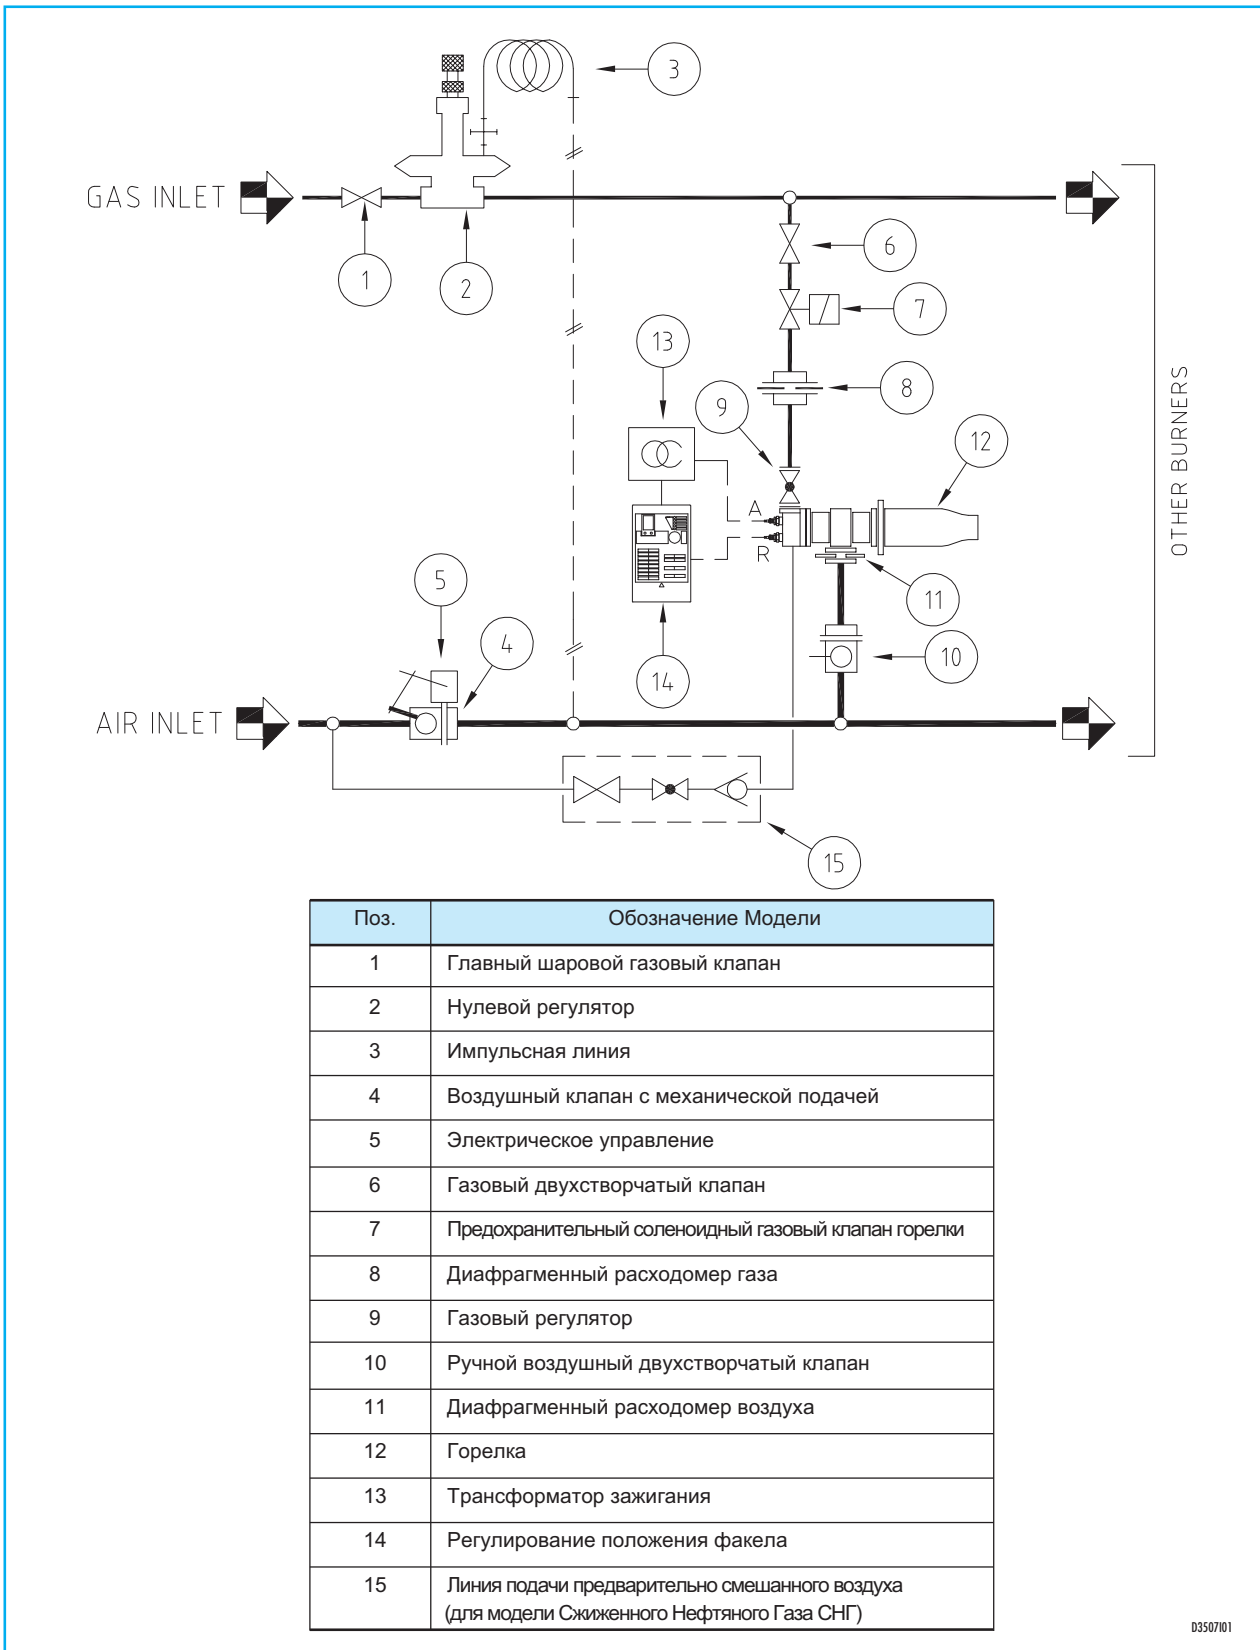 3
GAS INLET
1
2
6
7
13
8
9
12
A
R
OTHER BURNERS
5
4
11
14
10
AIR INLET
15
Поз. Обозначение Модели
1 Главный шаровой газовый клапан
2 Нулевой регулятор
3 Импульсная линия
4 Воздушный клапан с механической подачей
5 Электрическое управление
6 Газовый двухстворчатый клапан
7 Предохранительный соленоидный газовый клапан горелки
8 Диафрагменный расходомер газа
9 Газовый регулятор
10 Ручной воздушный двухстворчатый клапан
11 Диафрагменный расходомер воздуха
12 Горелка
13 Трансформатор зажигания
14 Регулирование положения факела
15 Линия подачи предварительно смешанного воздуха
(для модели Сжиженного Нефтяного Газа СНГ)
D3507I01